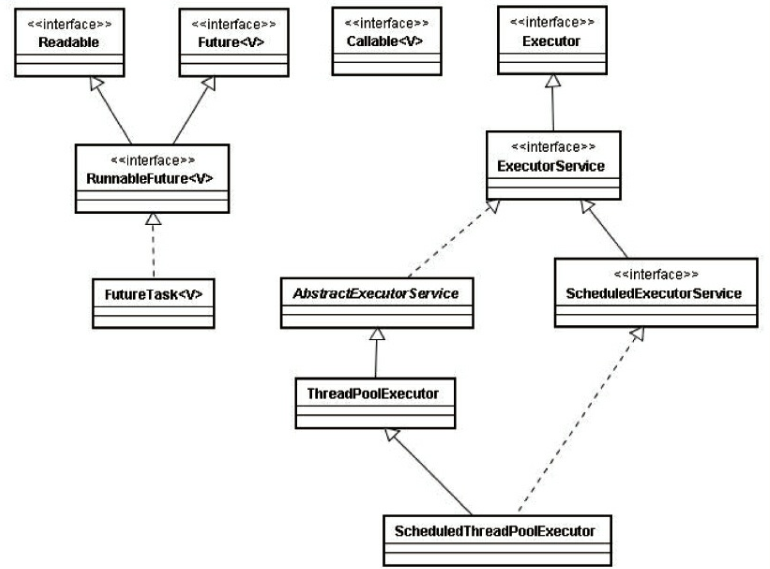 <<interface>>
Readable
<<interface>>
Future<V>
<<interface>>
Callable<V>
<<interface>>
Executor
<<interface>>
RunnableFuture<V>
<<interface>>
ExecutorService
FutureTask<V>
AbstractExecutorService
<<interface>>
ScheduledExecutorService
ThreadPoolExecutor
ScheduledThreadPoolExecutor